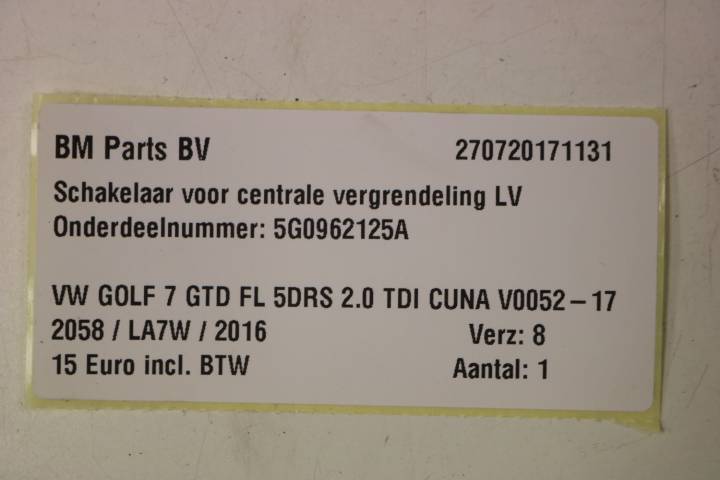 BM Parts BV 270720171131
Schakelaar voor centrale vergrendeling LV
Onderdeelnummer: 5G0962125A
VW GOLF 7 GTD FL 5DRS 2.0 TDI CUNA V0052-17
2058 / LA7W / 2016 Verz: 8
15 Euro incl. BTW Aantal: 1